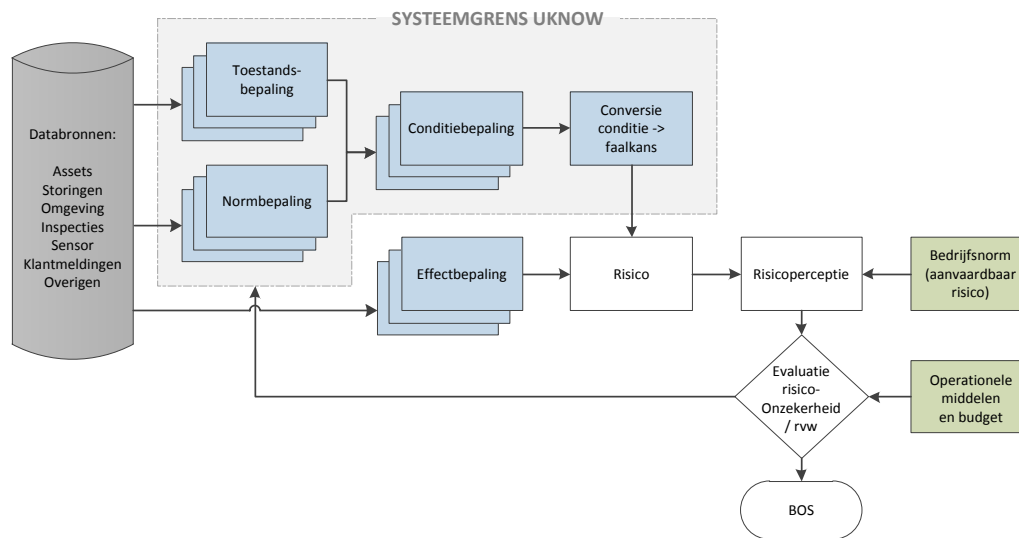 SYSTEEMGRENS UKNOW
Databronnen:
Assets
Storingen
Omgeving
Inspecties
Sensor
Klantmeldingen
Overigen
Toestands-
bepaling
Normbepaling
Conditiebepaling
Conversie
conditie ->
faalkans
Effectbepaling
Risico
Risicoperceptie
Bedrijfsnorm
(aanvaardbaar
risico)
Evaluatie
risico-
Onzekerheid
/ rvw
Operationele
middelen
en budget
BOS